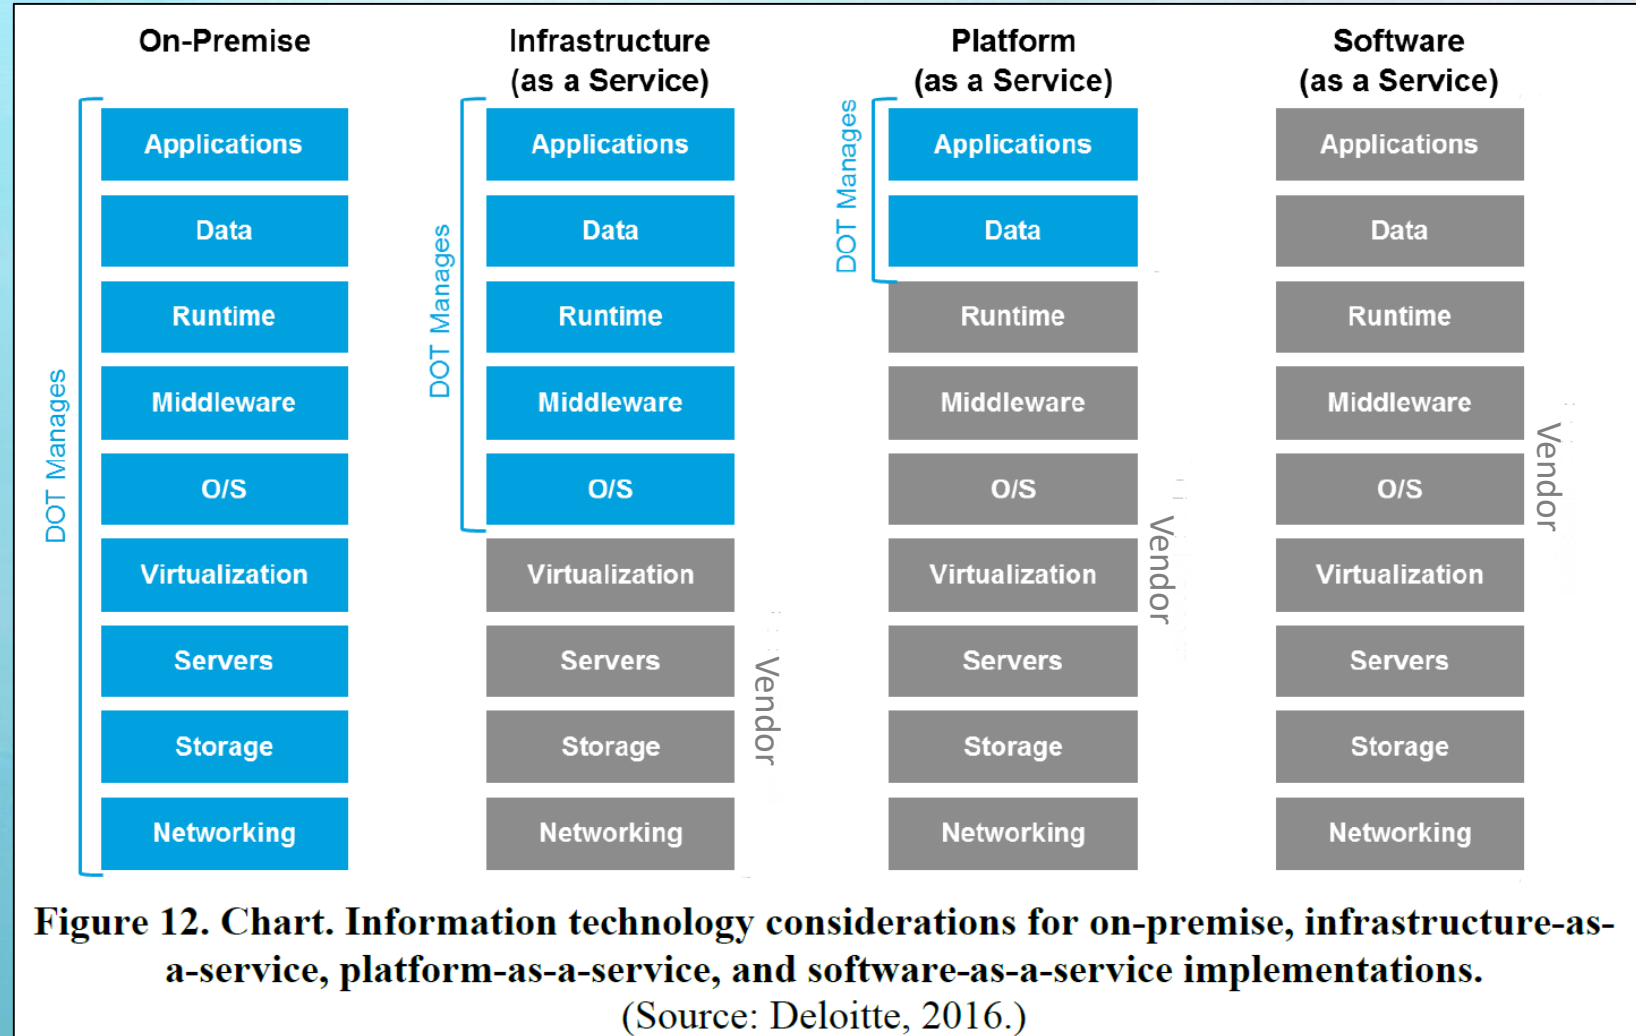 On-Premise
Infrastructure
(as a Service)
Platform
(as a Service)
Software
(as a Service)
DOT Manages
Applications
Data
Runtime
Middleware
O/S
Virtualization
Servers
Storage
Networking
DOT Manages
Applications
Data
Runtime
Middleware
O/S
Virtualization
Servers
Storage
Networking
Vendor
DOT Manages
Applications
Data
Runtime
Middleware
O/S
Virtualization
Servers
Storage
Networking
Vendor
Applications
Data
Runtime
Middleware
O/S
Virtualization
Servers
Storage
Networking
Vendor
Figure 12. Chart. Information technology considerations for on-premise, infrastructure-as-
a-service, platform-as-a-service, and software-as-a-service implementations.
(Source: Deloitte, 2016.)